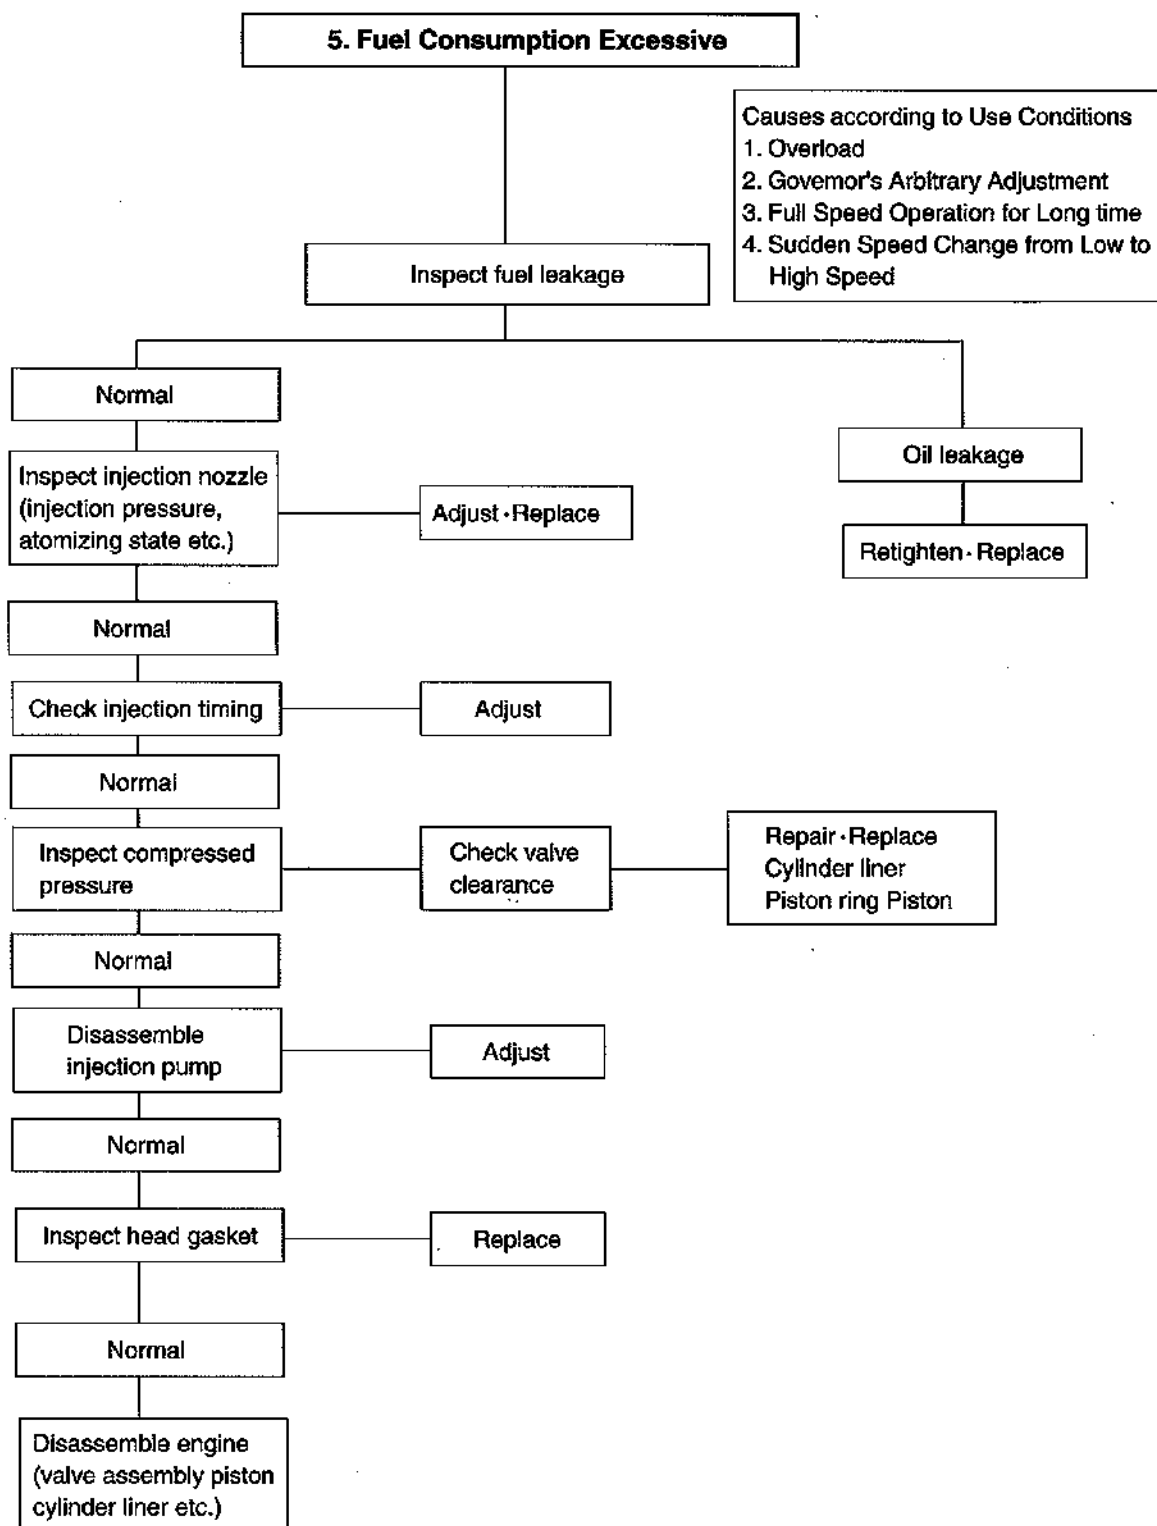 5. Fuel Consumption Excessive
Causes according to Use Conditions
1. Overload
2. Governor's Arbitrary Adjustment
3. Full Speed Operation for Long time
4. Sudden Speed Change from Low to
High Speed
Inspect fuel leakage
Normal
Oil leakage
Inspect injection nozzle
(injection pressure,
atomizing state etc.)
Adjust·Replace
Retighten·Replace
Normal
Check injection timing
Adjust
Normal
Inspect compressed
pressure
Check valve
clearance
Repair·Replace
Cylinder liner
Piston ring Piston
Normal
Disassemble
injection pump
Adjust
Normal
Inspect head gasket
Replace
Normal
Disassemble engine
(valve assembly piston
cylinder liner etc.)